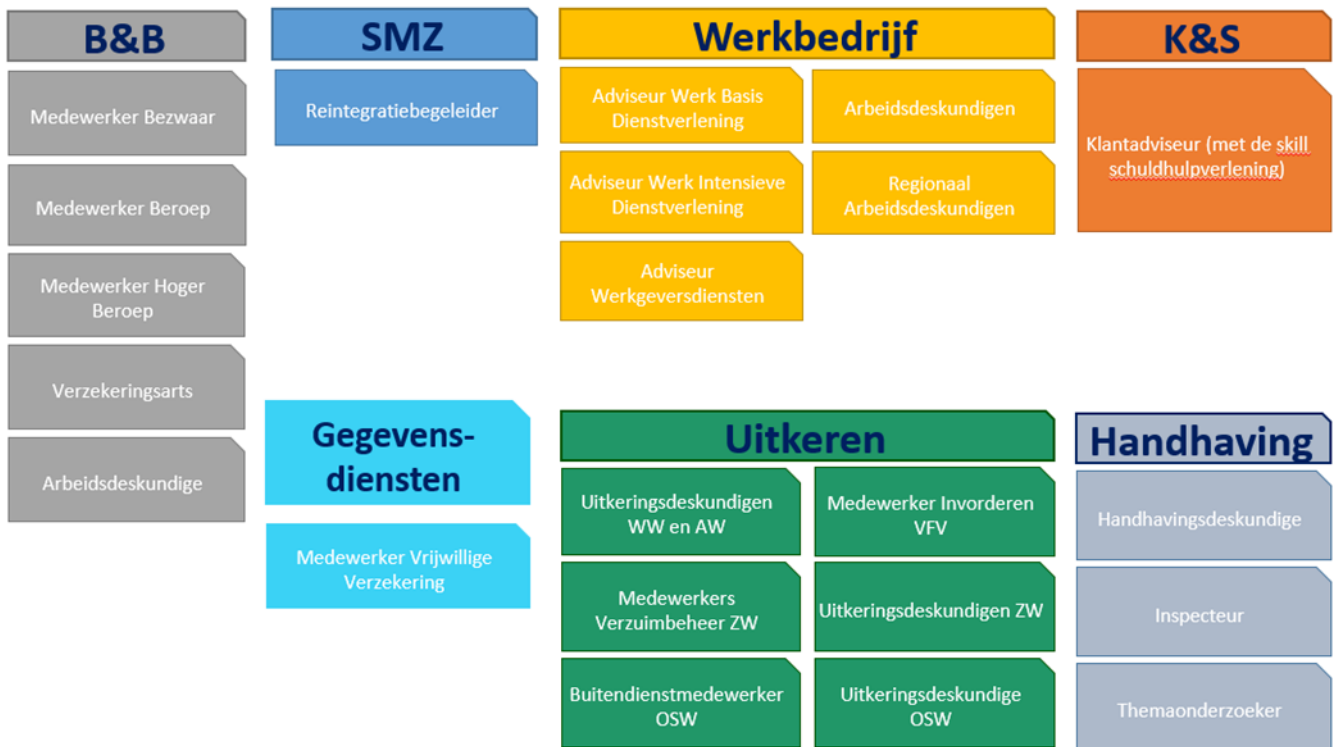 B&B
Medewerker Bezwaar
Medewerker Beroep
Medewerker Hoger
Beroep
Verzekeringsarts
Arbeidsdeskundige
SMZ
Reintegratiebegeleider
Werkbedrijf
Adviseur Werk Basis
Dienstverlening
Arbeidsdeskundigen
Adviseur Werk Intensieve
Dienstverlening
Regionaal
Arbeidsdeskundigen
Adviseur
Werkgeversdiensten
K&S
Klantadviseur (met de skill
schuldhulpverlening)
Gegevens-
diensten
Medewerker Vrijwillige
Verzekering
Uitkeren
Uitkeringsdeskundigen
WW en AW
Medewerker Invorderen
VFV
Medewerkers
Verzuimbeheer ZW
Uitkeringsdeskundigen ZW
Buitendienstmedewerker
OSW
Uitkeringsdeskundige
OSW
Handhaving
Handhavingsdeskundige
Inspecteur
Themaonderzoeker